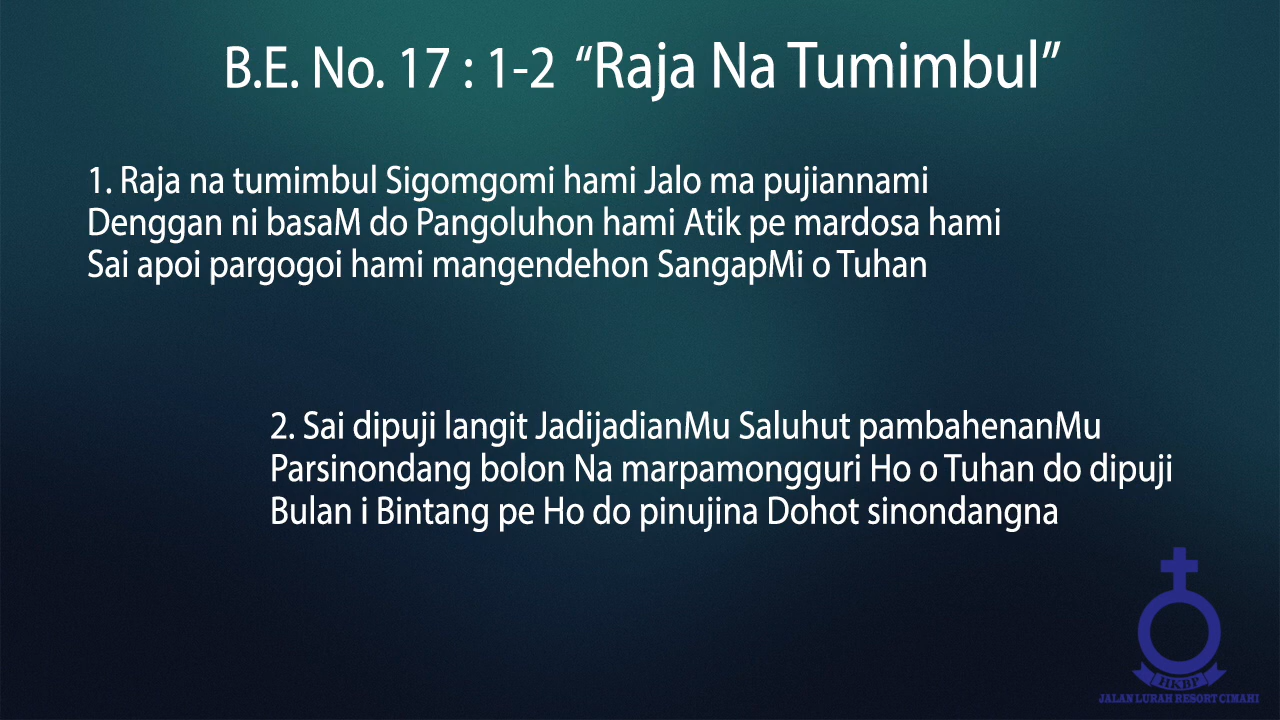 B.E. No. 17 : 1-2 “Raja Na Tumimbul”
1. Raja na tumimbul Sigomgomi hami Jalo ma pujiannami
Denggan ni basaM do Pangoluhon hami Atik pe mardosa hami
Sai apoi pargogoi hami mangendehon SangapMi o Tuhan
2. Sai dipuji langit JadijadianMu Saluhut pambahenanMu
Parsinondang bolon Na marpamongguri Ho o Tuhan do dipuji
Bulan i Bintang pe Ho do pinujina Dohot sinondangna
HKBP
JALAN LURAH RESORT CIMAHI